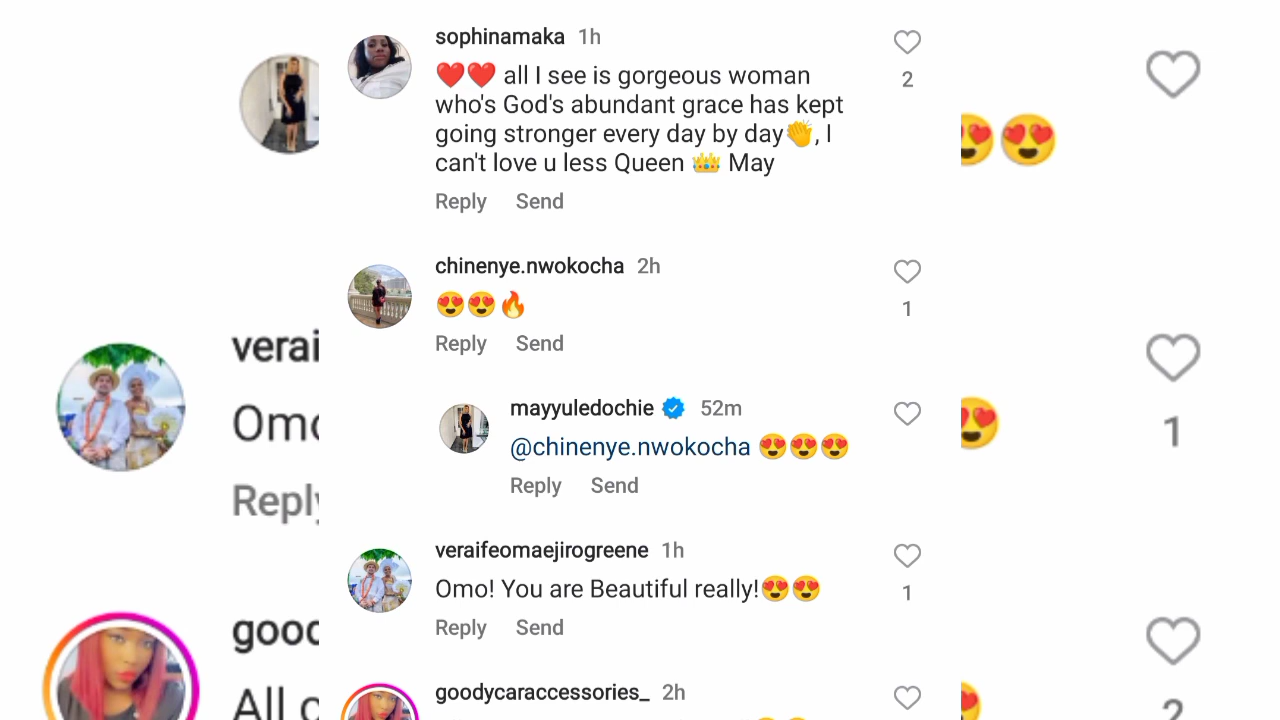 sophinamaka 1h
❤️❤️ all I see is gorgeous woman
who's God's abundant grace has kept
going stronger every day by day👏, I
can't love u less Queen 👑 May
2
Reply Send
chinenye.nwokocha 2h
😍😍🔥
1
Reply Send
mayyuledochie 52m
@chinenye.nwokocha 😍😍😍
Reply Send
veraifeomaejirogreene 1h
Omo! You are Beautiful really!😍😍
1
Reply Send
goodycaraccessories_ 2h
😍😍
verai
Omo
Reply
1
good
All
2